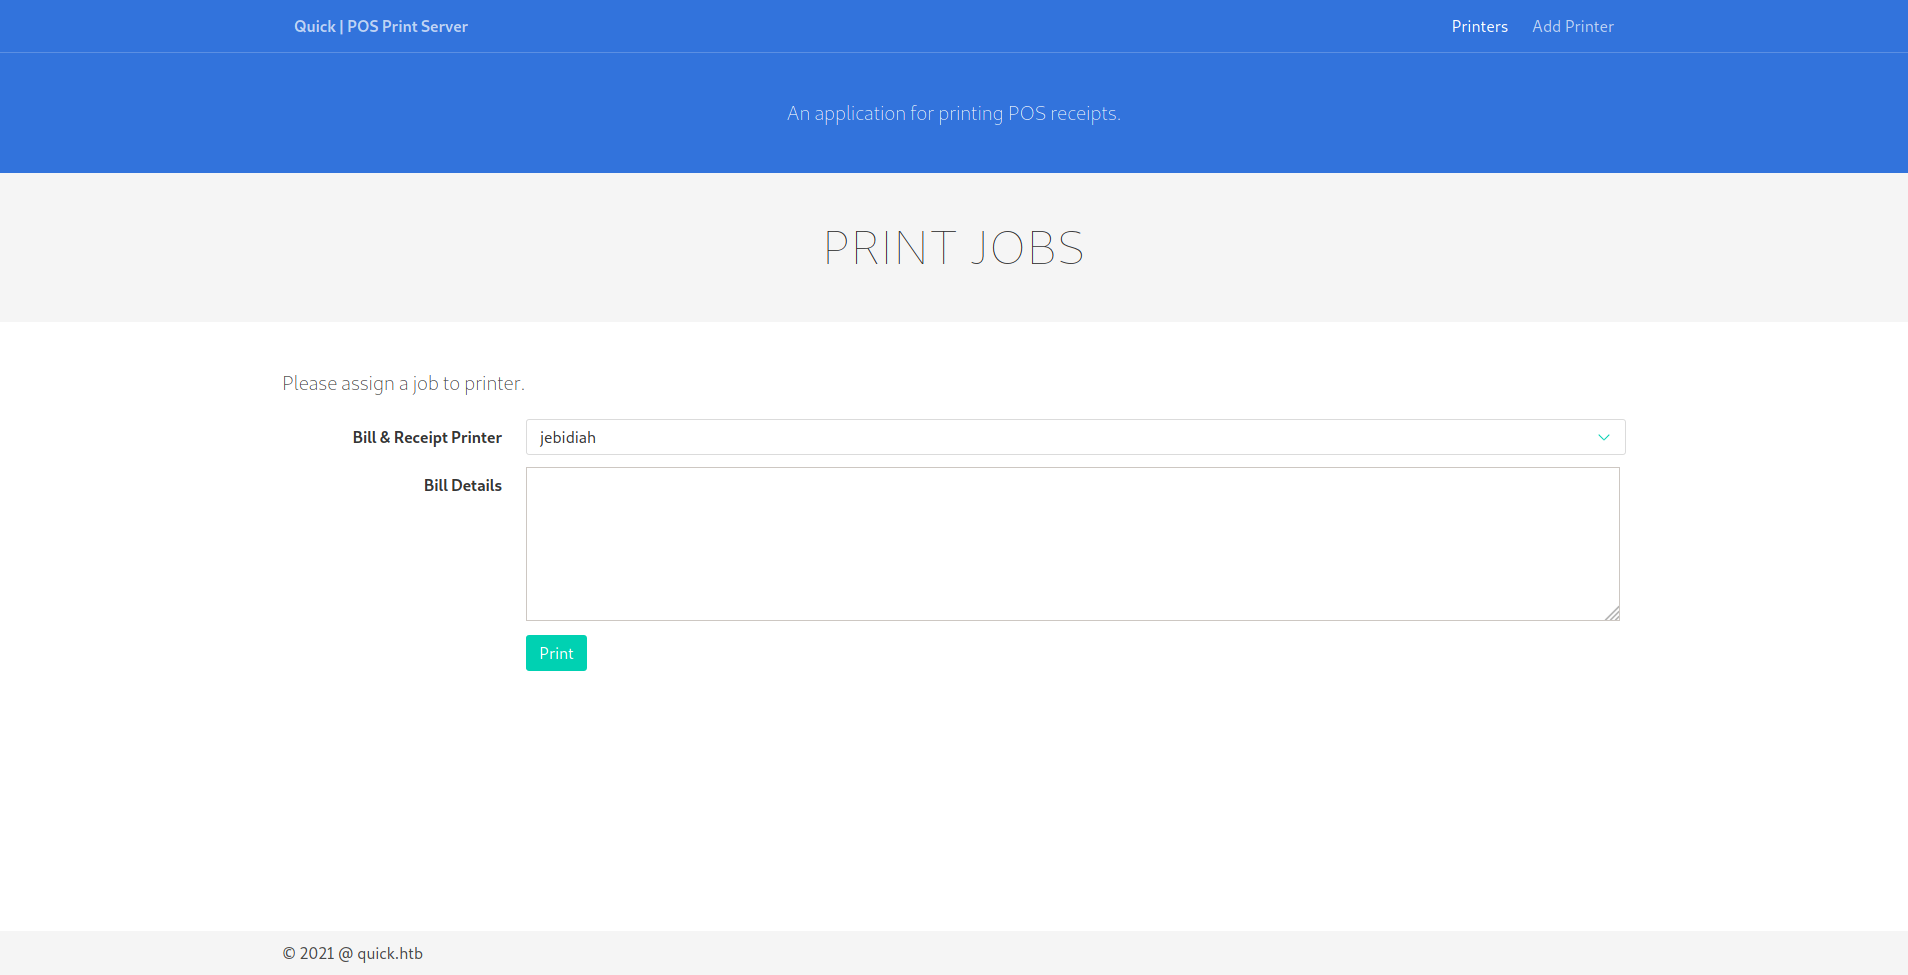 Quick | POS Print Server
Printers
Add Printer
An application for printing POS receipts.
PRINT JOBS
Please assign a job to printer.
Bill & Receipt Printer
jebidiah
Bill Details
Print
© 2021 @ quick.htb